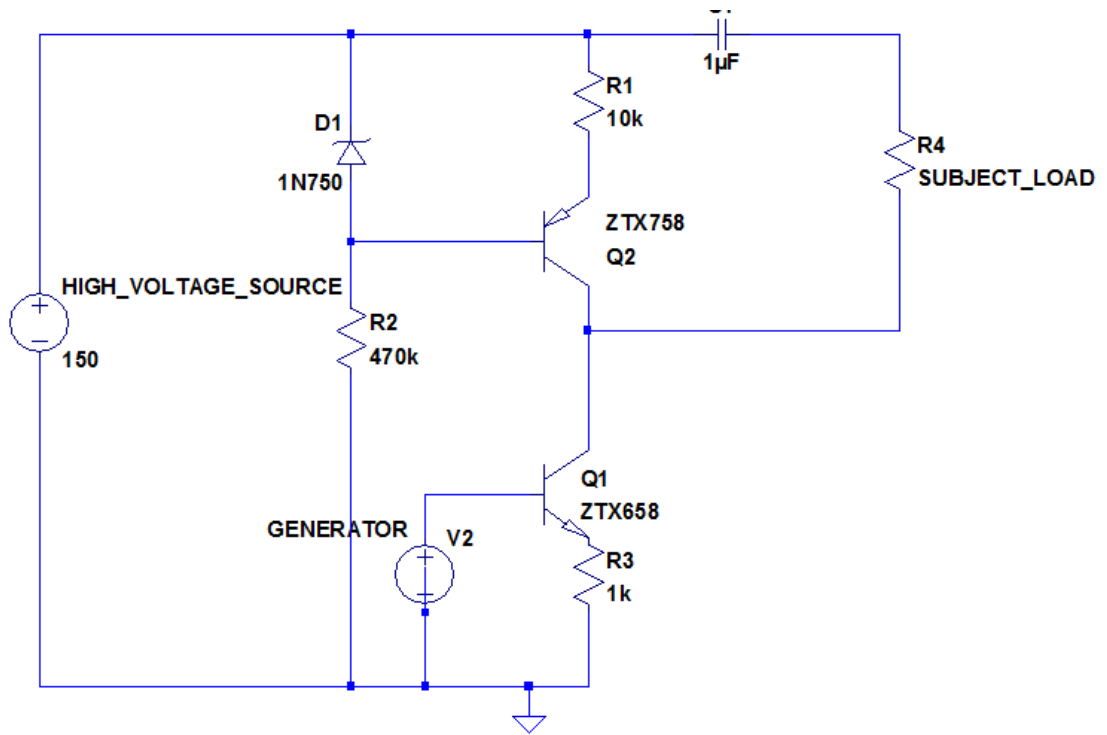 1µF
R1
10k
D1
1N750
R4
SUBJECT_LOAD
ZTX758
Q2
HIGH_VOLTAGE_SOURCE
150
R2
470k
Q1
ZTX658
GENERATOR
V2
R3
1k